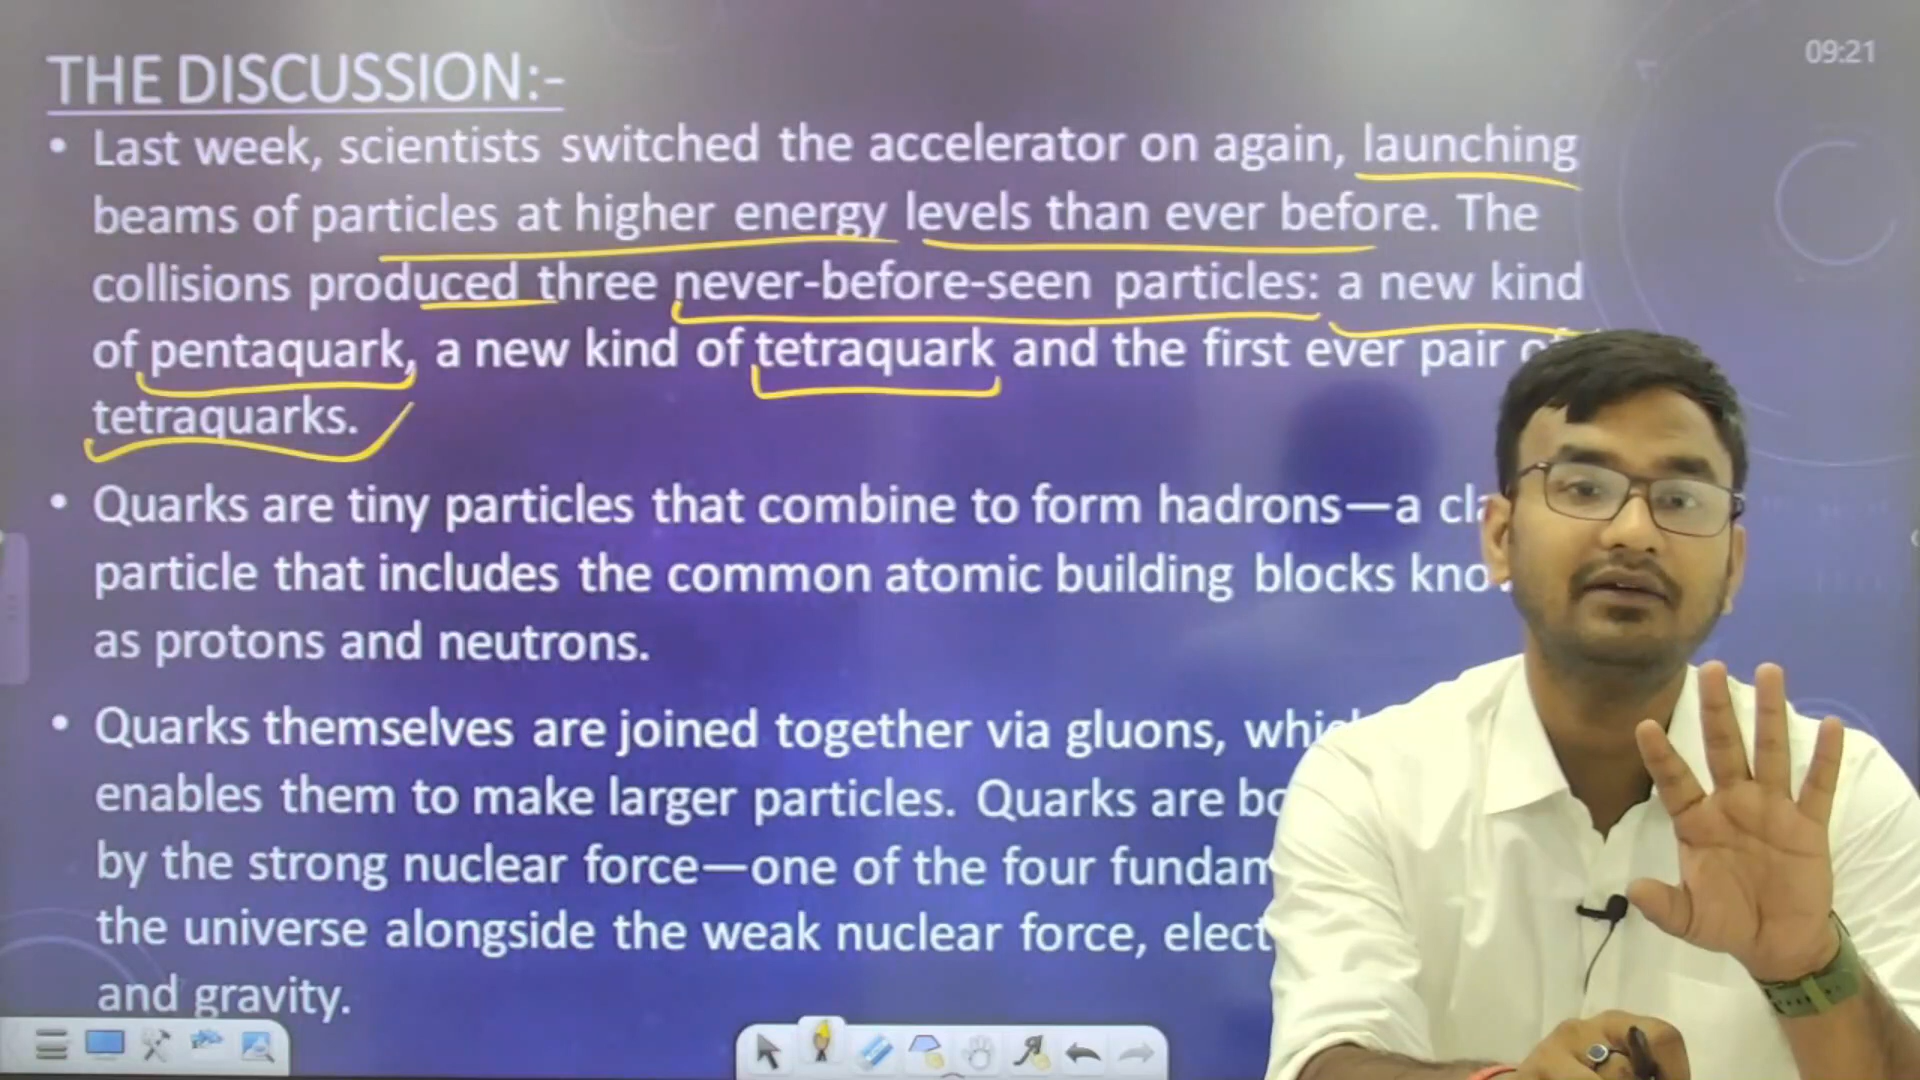 09:21
THE DISCUSSION:-
• Last week, scientists switched the accelerator on again, launching
beams of particles at higher energy levels than ever before. The
collisions produced three never-before-seen particles: a new kind
of pentaquark, a new kind of tetraquark and the first ever pair of
tetraquarks.
• Quarks are tiny particles that combine to form hadrons—a
particle that includes the common atomic building blocks
as protons and neutrons.
• Quarks themselves are joined together via gluons,
enables them to make larger particles. Quarks are
by the strong nuclear force—one of the four
the universe alongside the weak nuclear force,
and gravity.